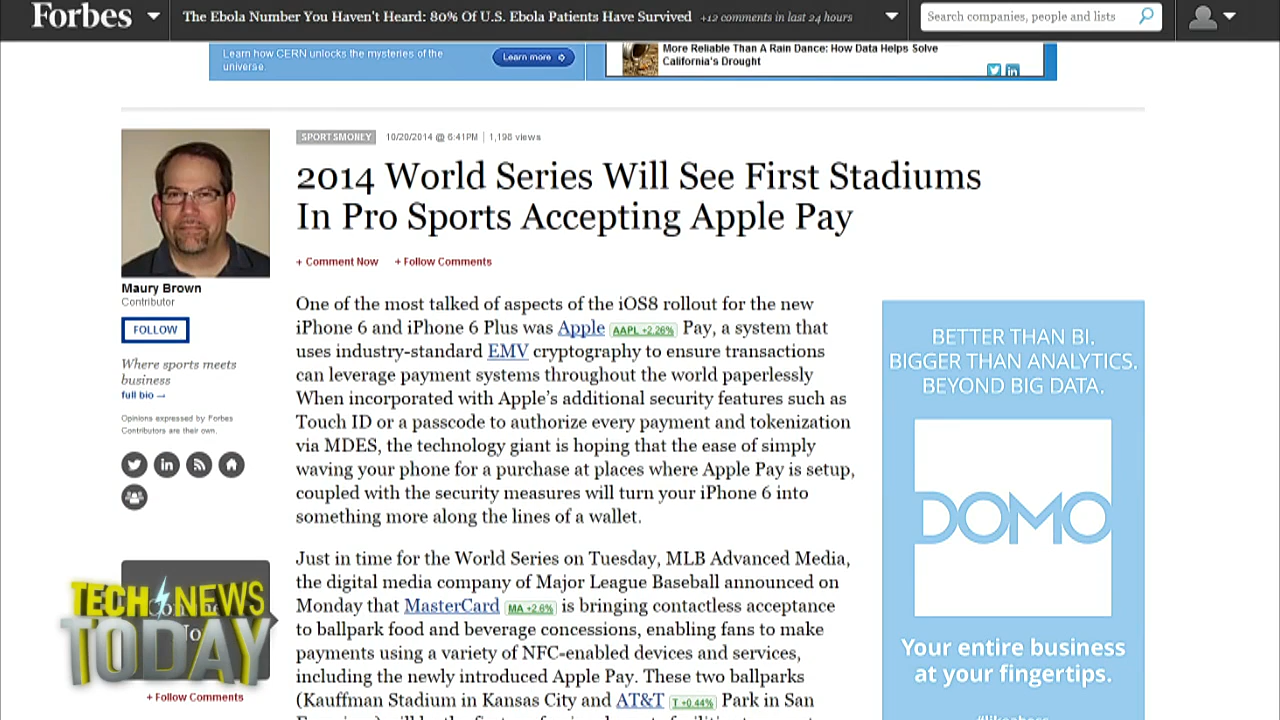 Forbes
The Ebola Number You Haven't Heard: 80% Of U.S. Ebola Patients Have Survived +12 comments in last 24 hours
Search companies, people and lists
Learn how CERN unlocks the mysteries of the
universe.
Learn more
More Reliable Than A Rain Dance: How Data Helps Solve
California's Drought
SPORTSMONEY 10/20/2014 @ 6:41PM | 1,198 views
2014 World Series Will See First Stadiums
In Pro Sports Accepting Apple Pay
+ Comment Now + Follow Comments
Maury Brown
Contributor
FOLLOW
Where sports meets
business
full bio →
Opinions expressed by Forbes
Contributors are their own.
One of the most talked of aspects of the iOS8 rollout for the new
iPhone 6 and iPhone 6 Plus was Apple AAPL +2.26% Pay, a system that
uses industry-standard EMV cryptography to ensure transactions
can leverage payment systems throughout the world paperlessly
When incorporated with Apple's additional security features such as
Touch ID or a passcode to authorize every payment and tokenization
via MDES, the technology giant is hoping that the ease of simply
waving your phone for a purchase at places where Apple Pay is setup,
coupled with the security measures will turn your iPhone 6 into
something more along the lines of a wallet.
Just in time for the World Series on Tuesday, MLB Advanced Media,
the digital media company of Major League Baseball announced on
Monday that MasterCard MA +2.6% is bringing contactless acceptance
to ballpark food and beverage concessions, enabling fans to make
payments using a variety of NFC-enabled devices and services,
including the newly introduced Apple Pay. These two ballparks
(Kauffman Stadium in Kansas City and AT&T T +0.44% Park in San
BETTER THAN BI.
BIGGER THAN ANALYTICS.
BEYOND BIG DATA.
DOMO
Your entire business
at your fingertips.
TECH NEWS
TODAY
+ Follow Comments